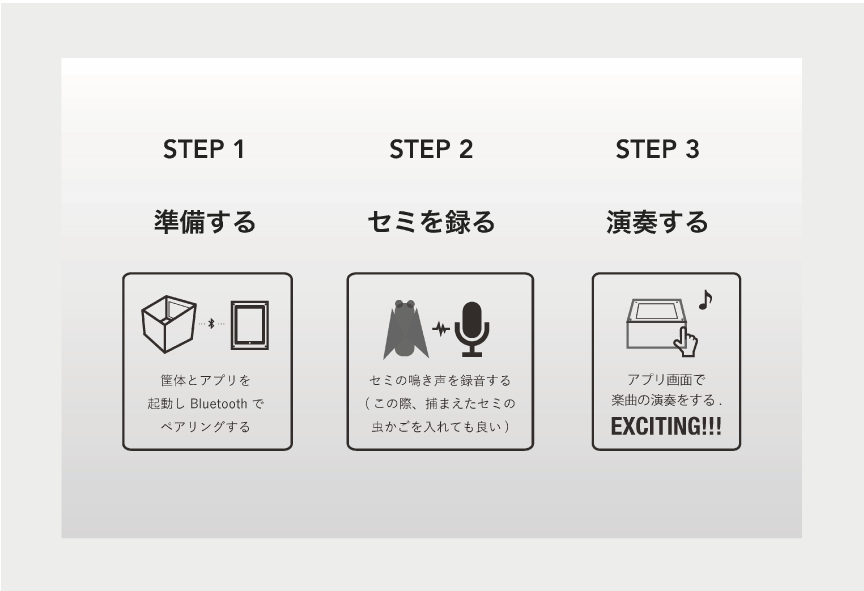 STEP 1
準備する
筐体とアプリを
起動し Bluetooth で
ペアリングする
STEP 2
セミを録る
セミの鳴き声を録音する
( この際、捕まえたセミの
虫かごを入れても良い )
STEP 3
演奏する
アプリ画面で
楽曲の演奏をする .
EXCITING!!!